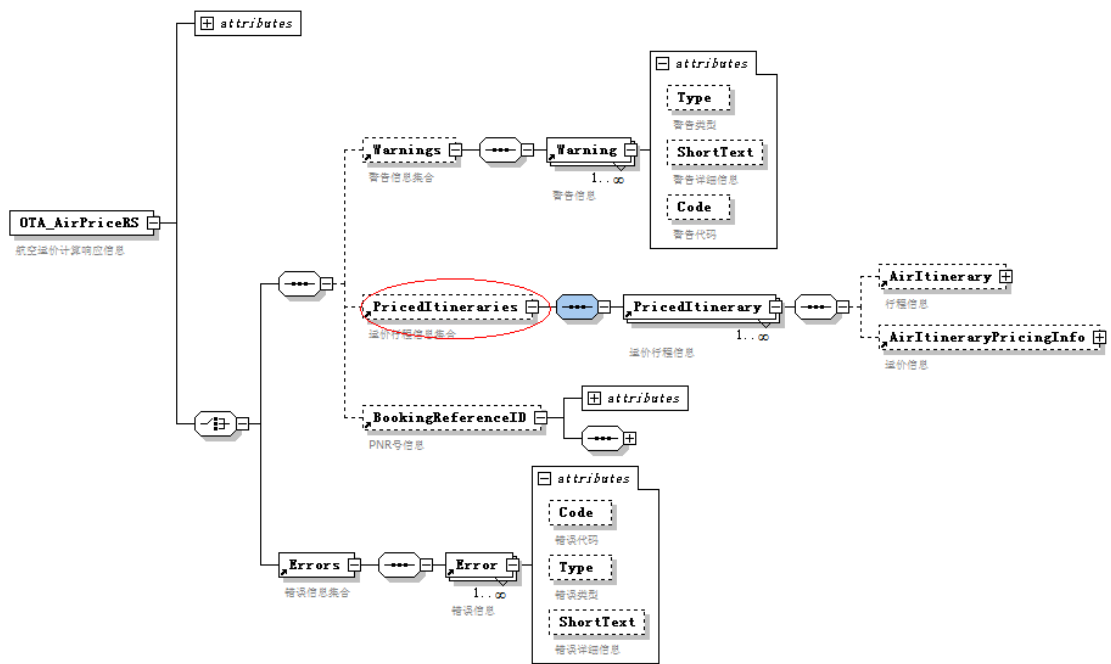 attributes
attributes
Type
警告类型
Warnings
Warning
ShortText
警告信息集合
1..∞
警告详细信息
警告信息
Code
OTA_AirPriceRS
警告代码
航空运价计算响应信息
AirItinerary
行程信息
PricedItineraries
PricedItinerary
运价行程信息集合
1..∞
运价行程信息
AirItineraryPricingInfo
运价信息
attributes
BookingReferenceID
PNR号信息
attributes
Code
错误代码
Errors
Error
Type
错误信息集合
1..∞
错误类型
错误信息
ShortText
错误详细信息